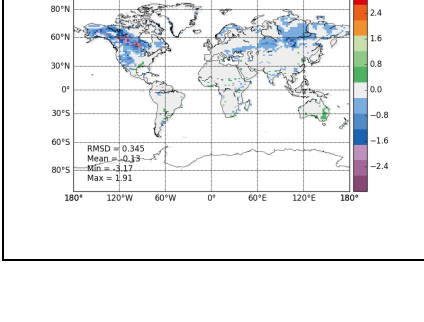 80°N
60°N
30°N
0°
30°S
60°S
80°S
RMSD = 0.345
Mean = -0.13
Min = -3.17
Max = 1.91
180° 120°W 60°W 0° 60°E 120°E 180°
2.4
1.6
0.8
0.0
−0.8
−1.6
−2.4